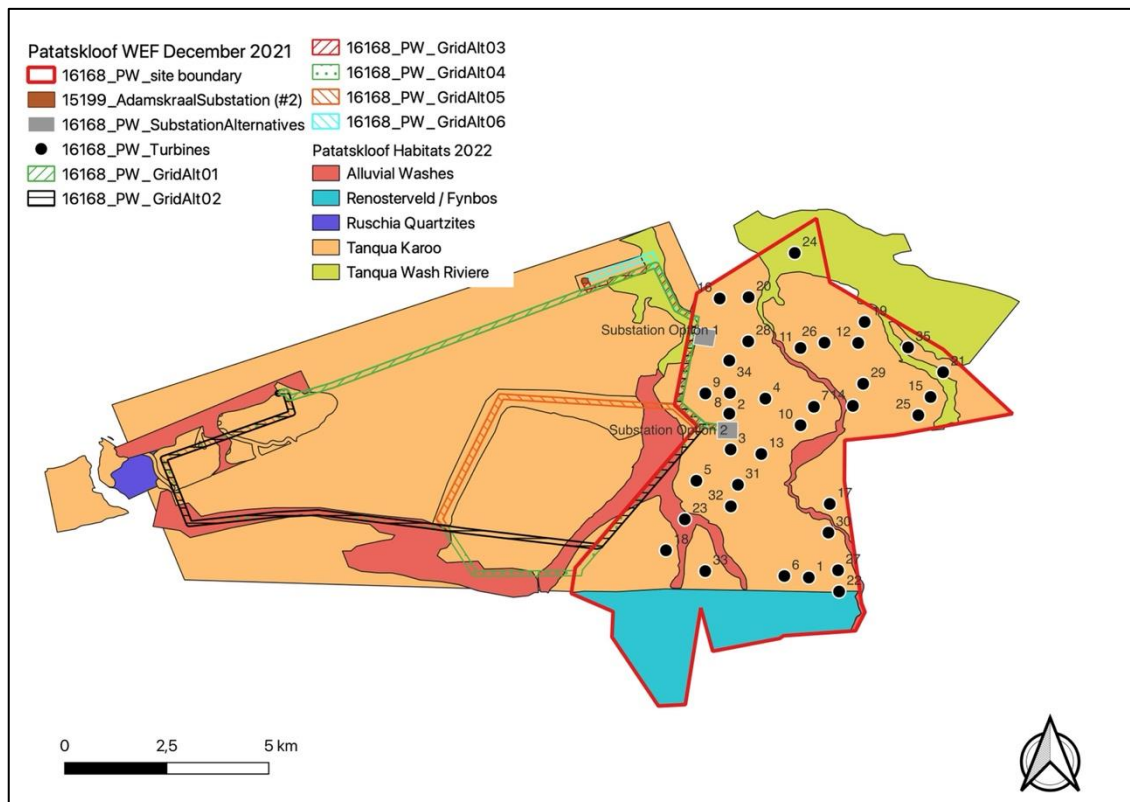 Patatskloof WEF December 2021
16168_PW_site boundary
15199_AdamskraalSubstation (#2)
16168_PW_SubstationAlternatives
16168_PW_Turbines
16168_PW_GridAlt01
16168_PW_GridAlt02
16168_PW_GridAlt03
16168_PW_GridAlt04
16168_PW_GridAlt05
16168_PW_GridAlt06
Patatskloof Habitats 2022
Alluvial Washes
Renosterveld / Fynbos
Ruschia Quartzites
Tanqua Karoo
Tanqua Wash Riviere
24
16
20
19
Substation Option 1
28
11
26
12
35
34
21
29
9
4
15
8
2
7
14
25
10
Substation Option 2
3
13
5
31
32
17
23
30
18
33
6
1
27
22
0
2,5
5 km